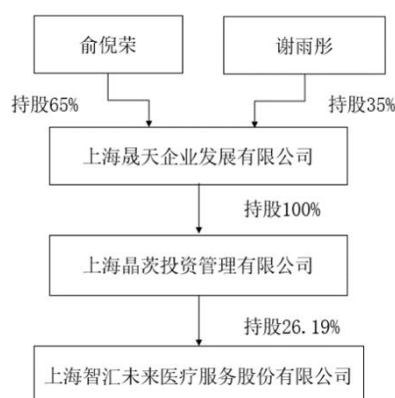 俞倪荣
谢雨彤
持股65%
持股35%
上海晟天企业发展有限公司
持股100%
上海晶茨投资管理有限公司
持股26.19%
上海智汇未来医疗服务股份有限公司